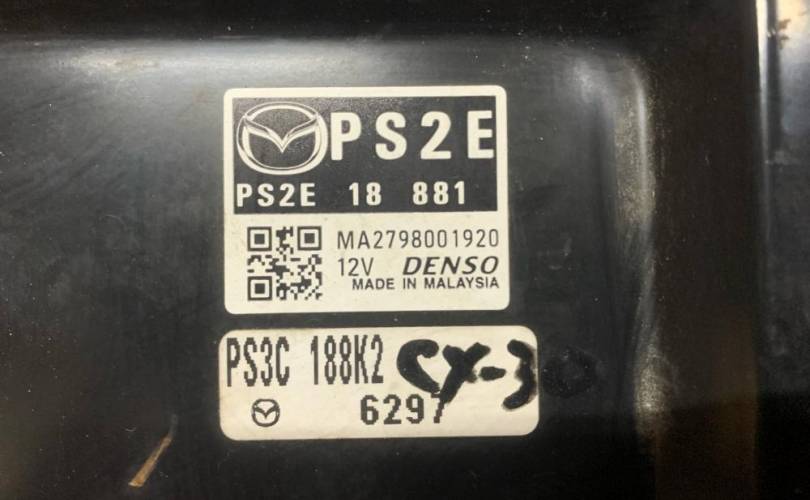 PS2E
PS2E 18 881
MA2798001920
12V DENSO
MADE IN MALAYSIA
PS3C 188K2 CX-30
6297